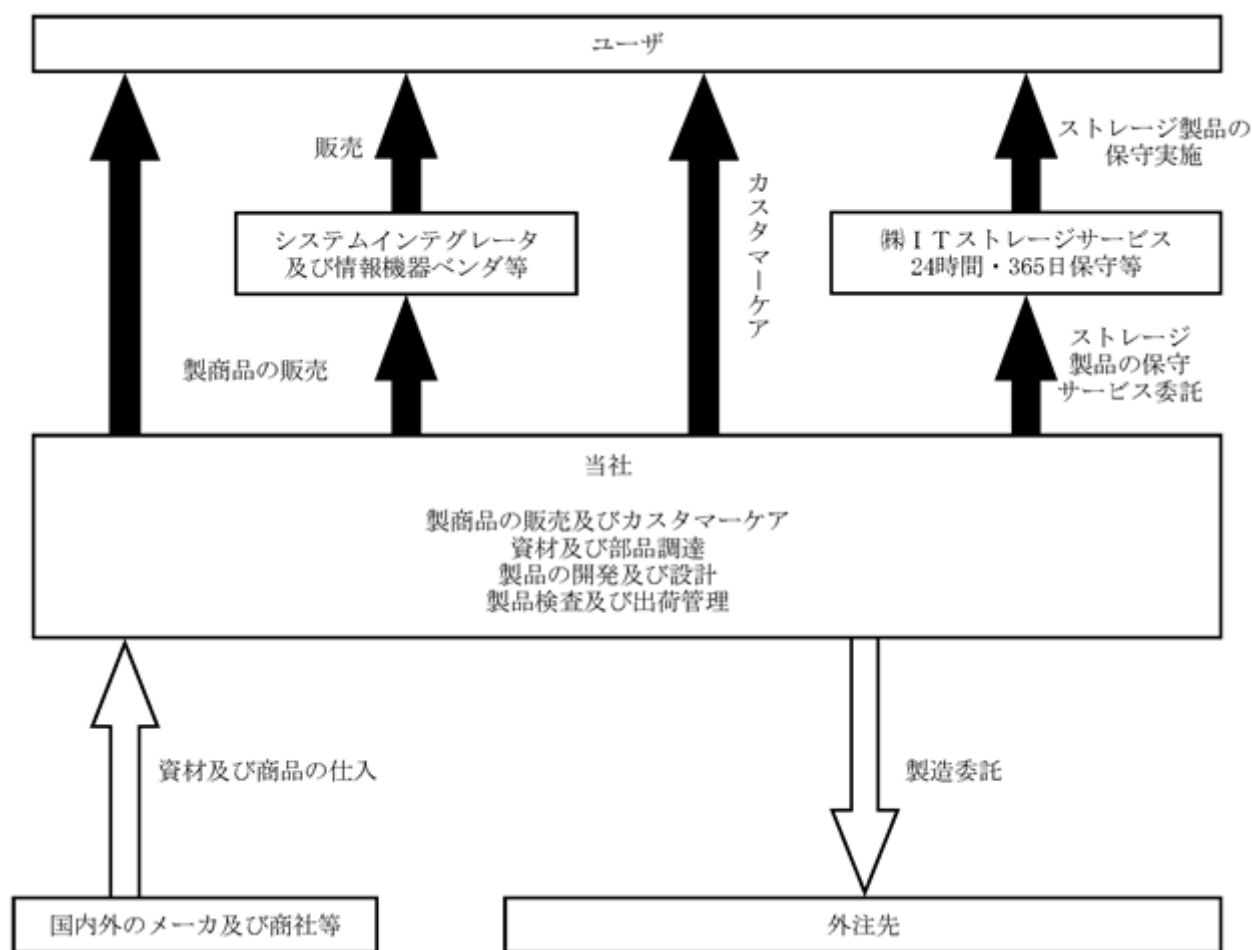 ユーザ
販売
ストレージ製品の
保守実施
カスタマーケア
システムインテグレータ
及び情報機器ベンダ等
㈱ＩＴストレージサービス
24時間・365日保守等
製商品の販売
ストレージ
製品の保守
サービス委託
当社
製商品の販売及びカスタマーケア
資材及び部品調達
製品の開発及び設計
製品検査及び出荷管理
資材及び商品の仕入
製造委託
国内外のメーカ及び商社等
外注先